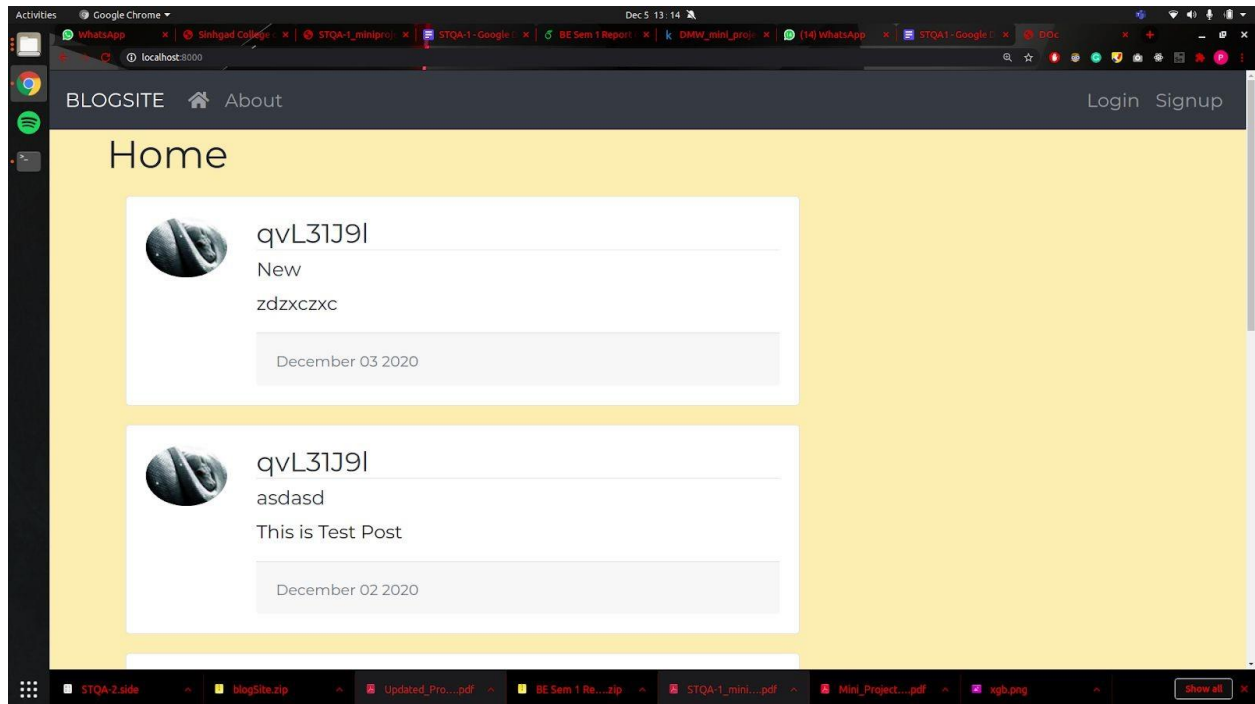 Activities Google Chrome Dec 5 13:14
WhatsApp Sinhgad College STQA-1_miniproj STQA-1 - Google BE Sem 1 Report DMW_mini_proje (14) WhatsApp STQA1 - Google D DOc
localhost:8000
BLOGSITE About Login Signup
Home
qvL31J9l
New
zdzxczxc
December 03 2020
qvL31J9l
asdasd
This is Test Post
December 02 2020
STQA-2.side blogSite.zip Updated_Pro....pdf BE Sem 1 Re....zip STQA-1_mini....pdf Mini_Project....pdf xgb.png Show all